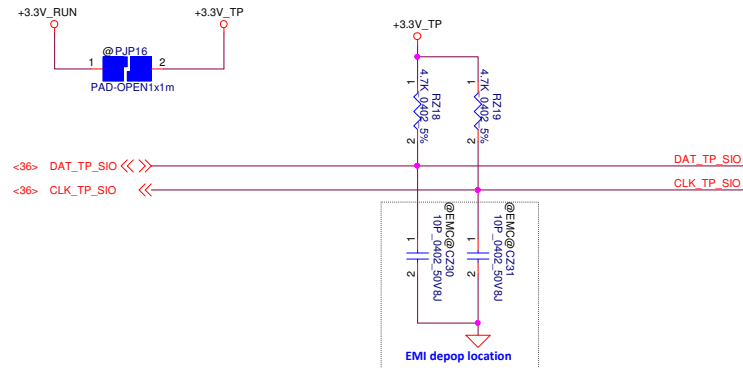 +3.3V_RUN
+3.3V_TP
@PJP16
1
2
PAD-OPEN1x1m
+3.3V_TP
1
4.7K_0402_5%
RZ18
2
1
4.7K_0402_5%
RZ19
2
<36> DAT_TP_SIO
DAT_TP_SIO
<36> CLK_TP_SIO
CLK_TP_SIO
1
@EMC@CZ30
10P_0402_50V8J
2
1
@EMC@CZ31
10P_0402_50V8J
2
EMI depop location